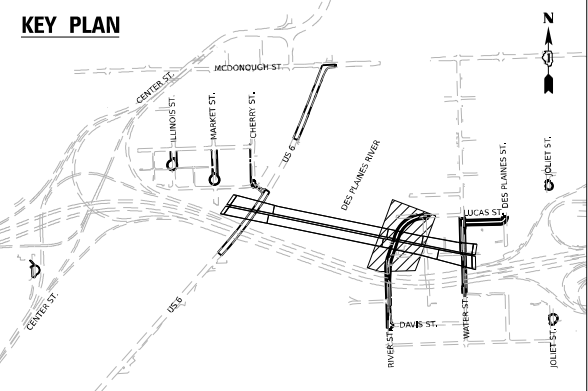 KEY PLAN
N
MCDONOUGH ST.
CENTER ST.
ILLINOIS ST.
MARKET ST.
CHERRY ST.
US 6
DES PLAINES RIVER
DES PLAINES ST.
JOLIET ST.
LUCAS ST.
US 6
CENTER ST.
DAVIS ST.
RIVER ST.
WATER ST.
JOLIET ST.